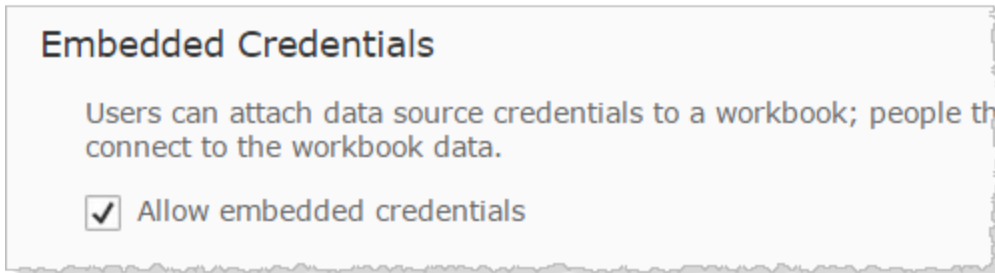 Embedded Credentials
Users can attach data source credentials to a workbook; people
connect to the workbook data.
Allow embedded credentials